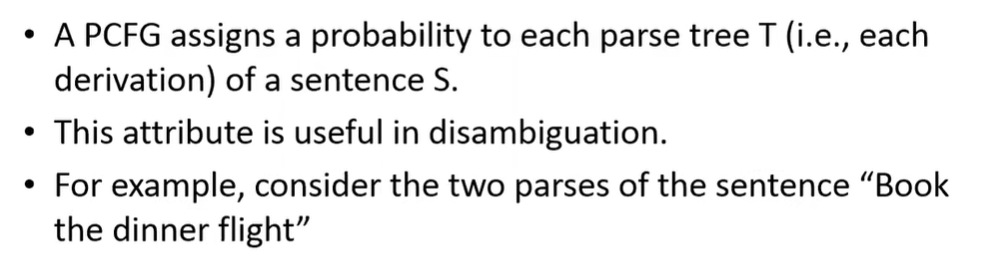 • A PCFG assigns a probability to each parse tree T (i.e., each
derivation) of a sentence S.
• This attribute is useful in disambiguation.
• For example, consider the two parses of the sentence “Book
the dinner flight”